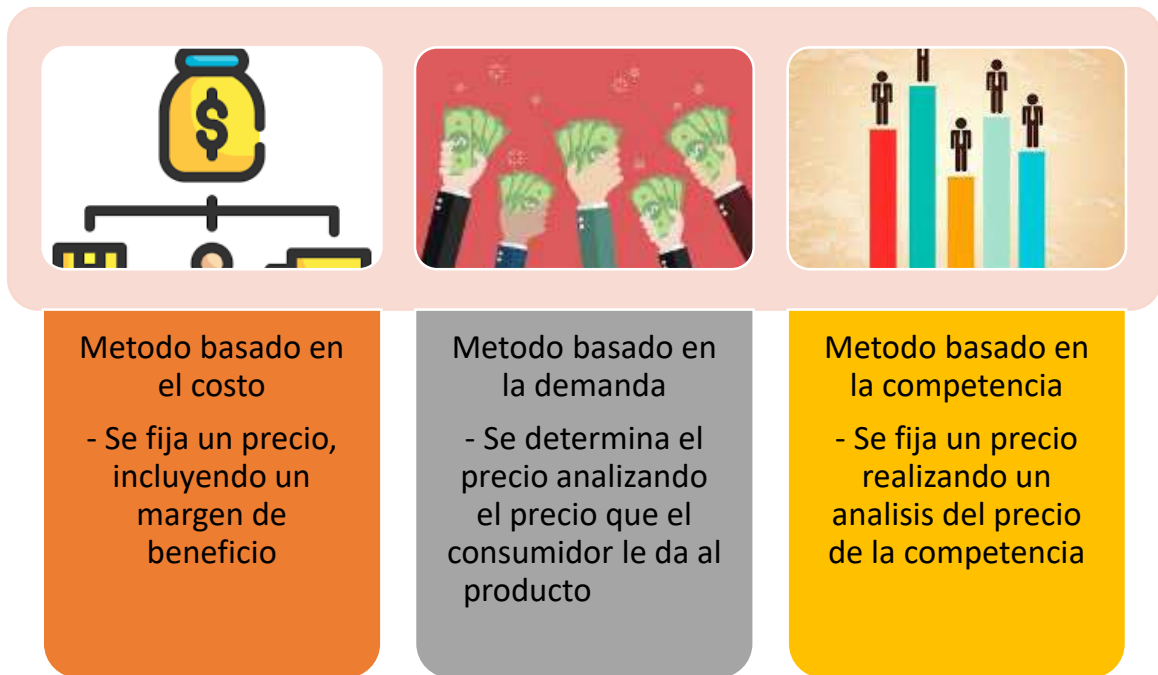 $
Metodo basado en
el costo
- Se fija un precio,
incluyendo un
margen de
beneficio
Metodo basado en
la demanda
- Se determina el
precio analizando
el precio que el
consumidor le da al
producto
Metodo basado en
la competencia
- Se fija un precio
realizando un
analisis del precio
de la competencia